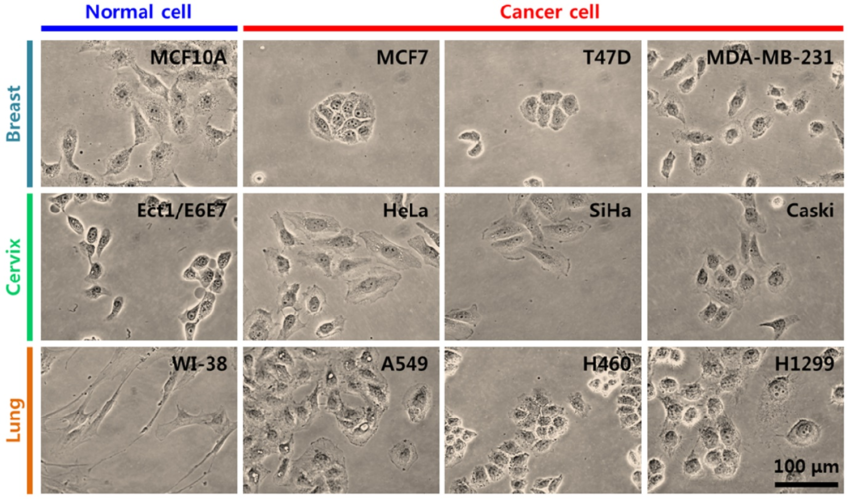 Normal cell
Cancer cell
Breast
MCF10A
MCF7
T47D
MDA-MB-231
Cervix
Ect1/E6E7
HeLa
SiHa
Caski
Lung
WI-38
A549
H460
H1299
100 μm